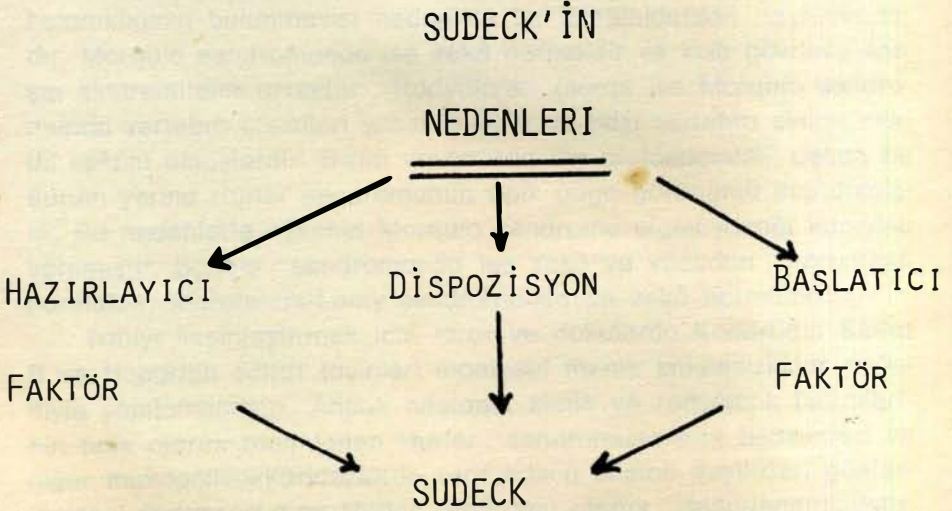 SUDECK'İN
NEDENLERİ
HAZIRLAYICI DİSPOZİSYON BAŞLATICI
FAKTÖR FAKTÖR
SUDECK